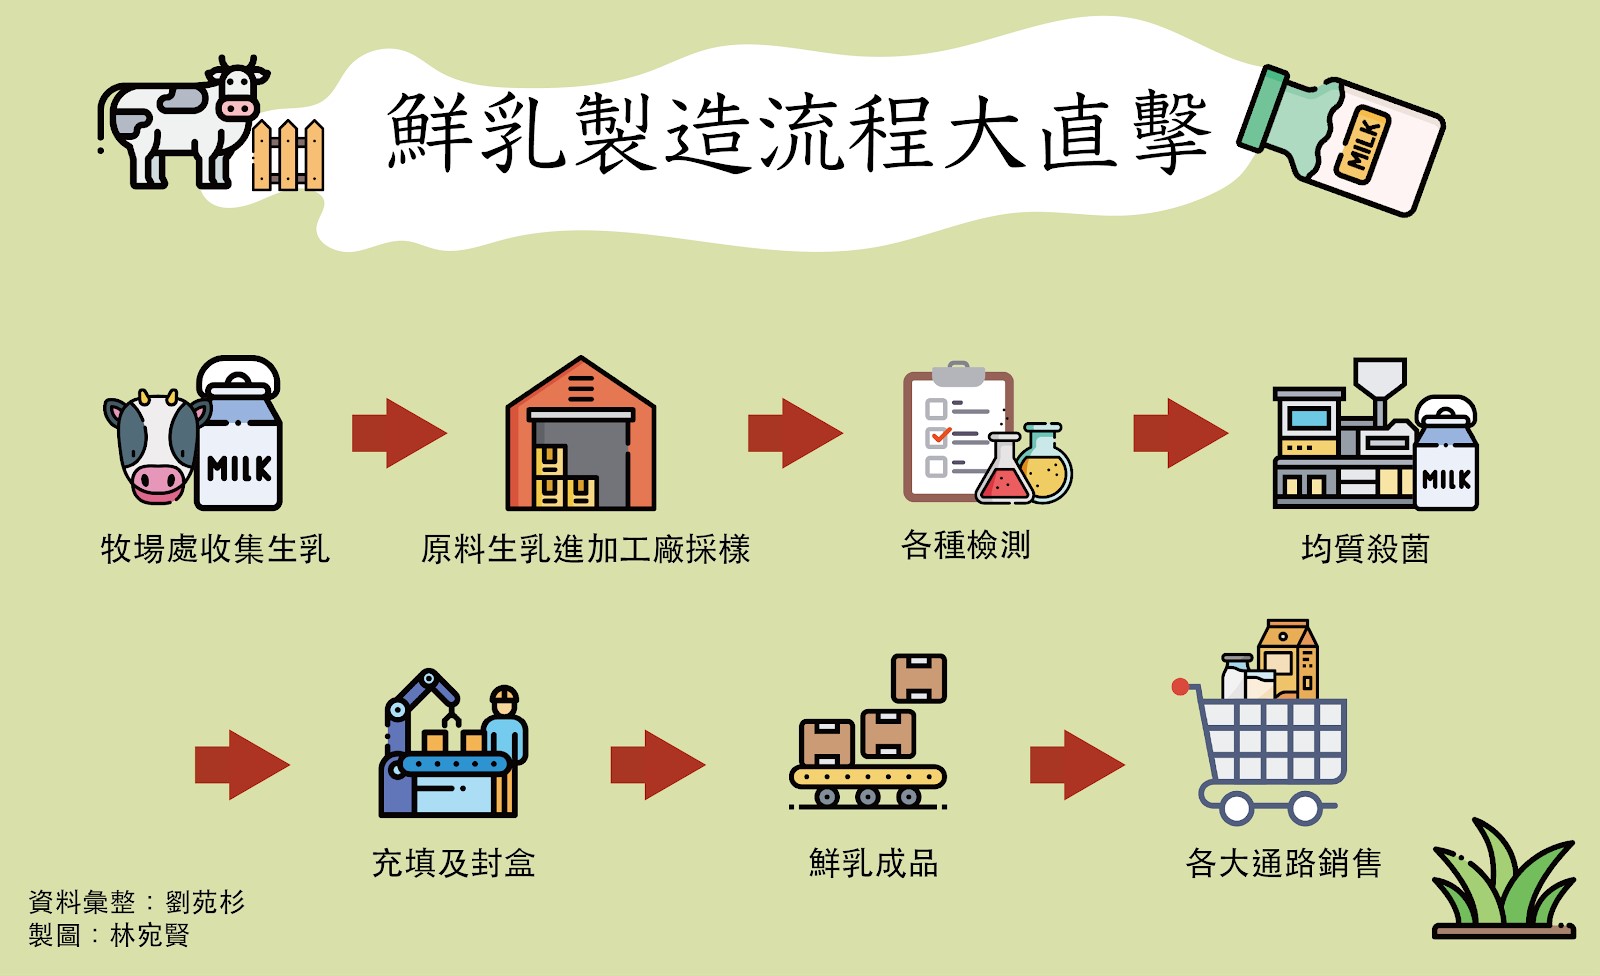 鮮乳製造流程大直擊
MILK
MILK
MILK
牧場處收集生乳
原料生乳進加工廠採樣
各種檢測
均質殺菌
充填及封盒
鮮乳成品
各大通路銷售
資料彙整：劉苑杉
製圖：林宛賢